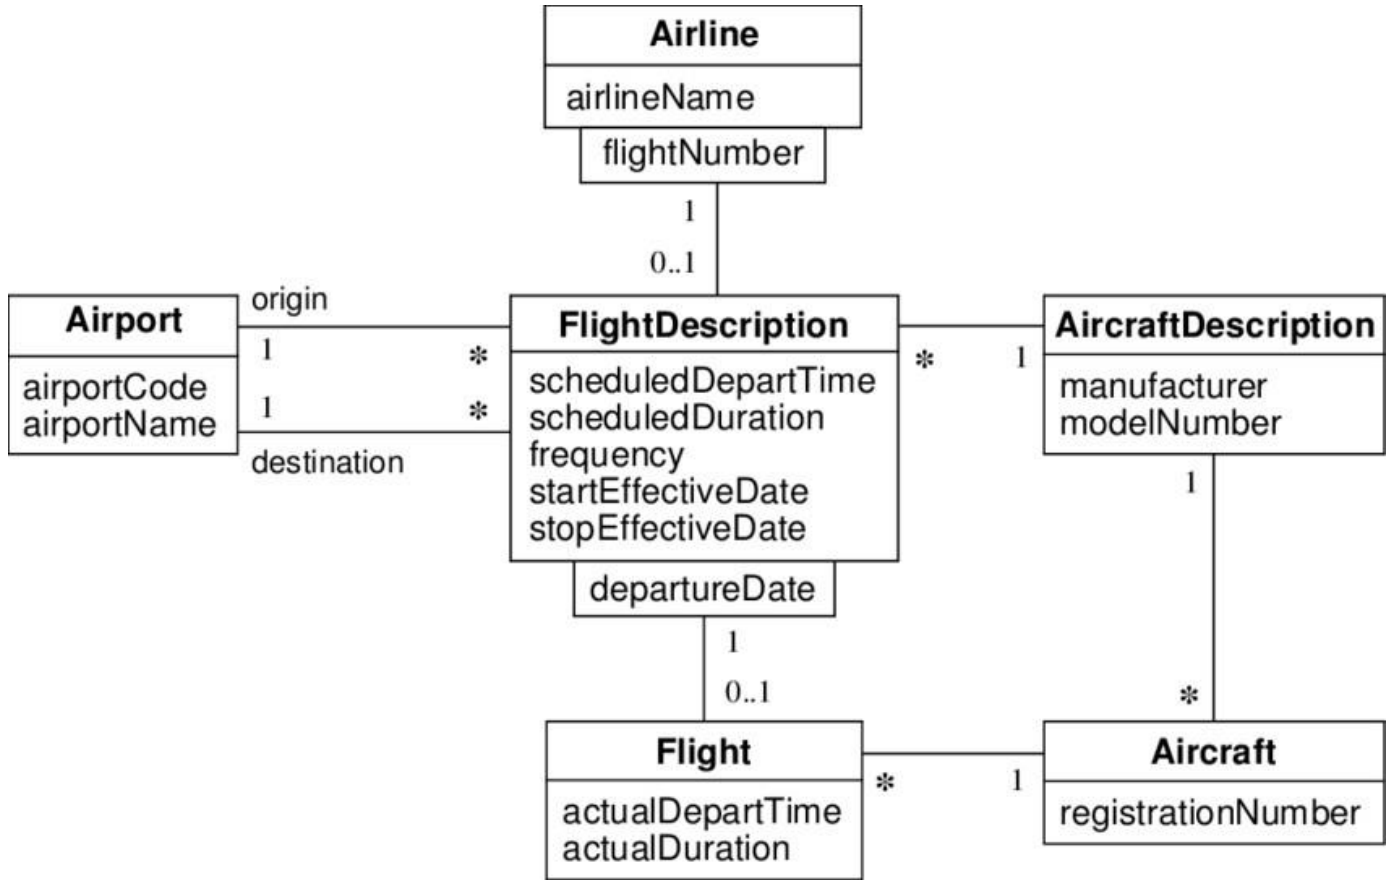 Airline
airlineName
flightNumber
1
0..1
origin
Airport
airportCode
airportName
1
*
1
*
destination
FlightDescription
scheduledDepartTime
scheduledDuration
frequency
startEffectiveDate
stopEffectiveDate
departureDate
*
1
AircraftDescription
manufacturer
modelNumber
1
*
1
0..1
Flight
actualDepartTime
actualDuration
*
1
Aircraft
registrationNumber